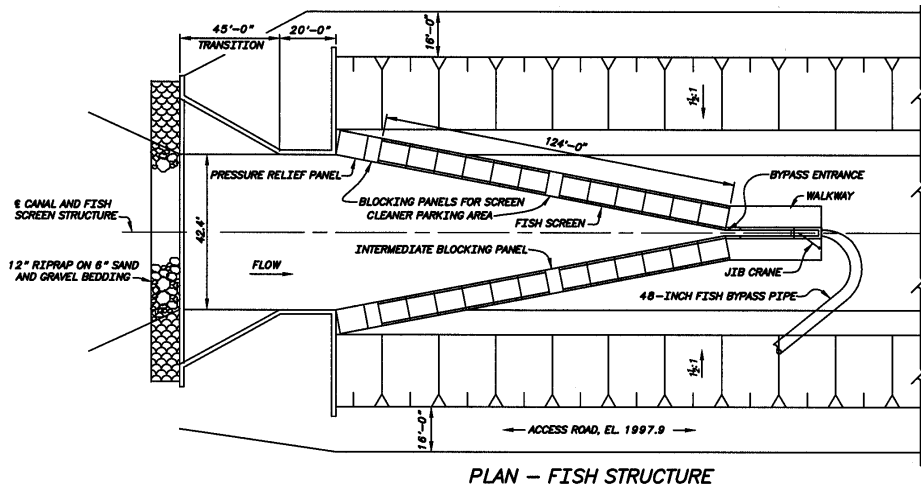 45'-0"
20'-0"
TRANSITION
16'-0"
1½:1
124'-0"
PRESSURE RELIEF PANEL
BLOCKING PANELS FOR SCREEN
CLEANER PARKING AREA
FISH SCREEN
BYPASS ENTRANCE
WALKWAY
℄ CANAL AND FISH
SCREEN STRUCTURE
42.4'
INTERMEDIATE BLOCKING PANEL
12" RIPRAP ON 6" SAND
AND GRAVEL BEDDING
FLOW
JIB CRANE
48-INCH FISH BYPASS PIPE
1½:1
16'-0"
ACCESS ROAD, EL. 1997.9
PLAN - FISH STRUCTURE